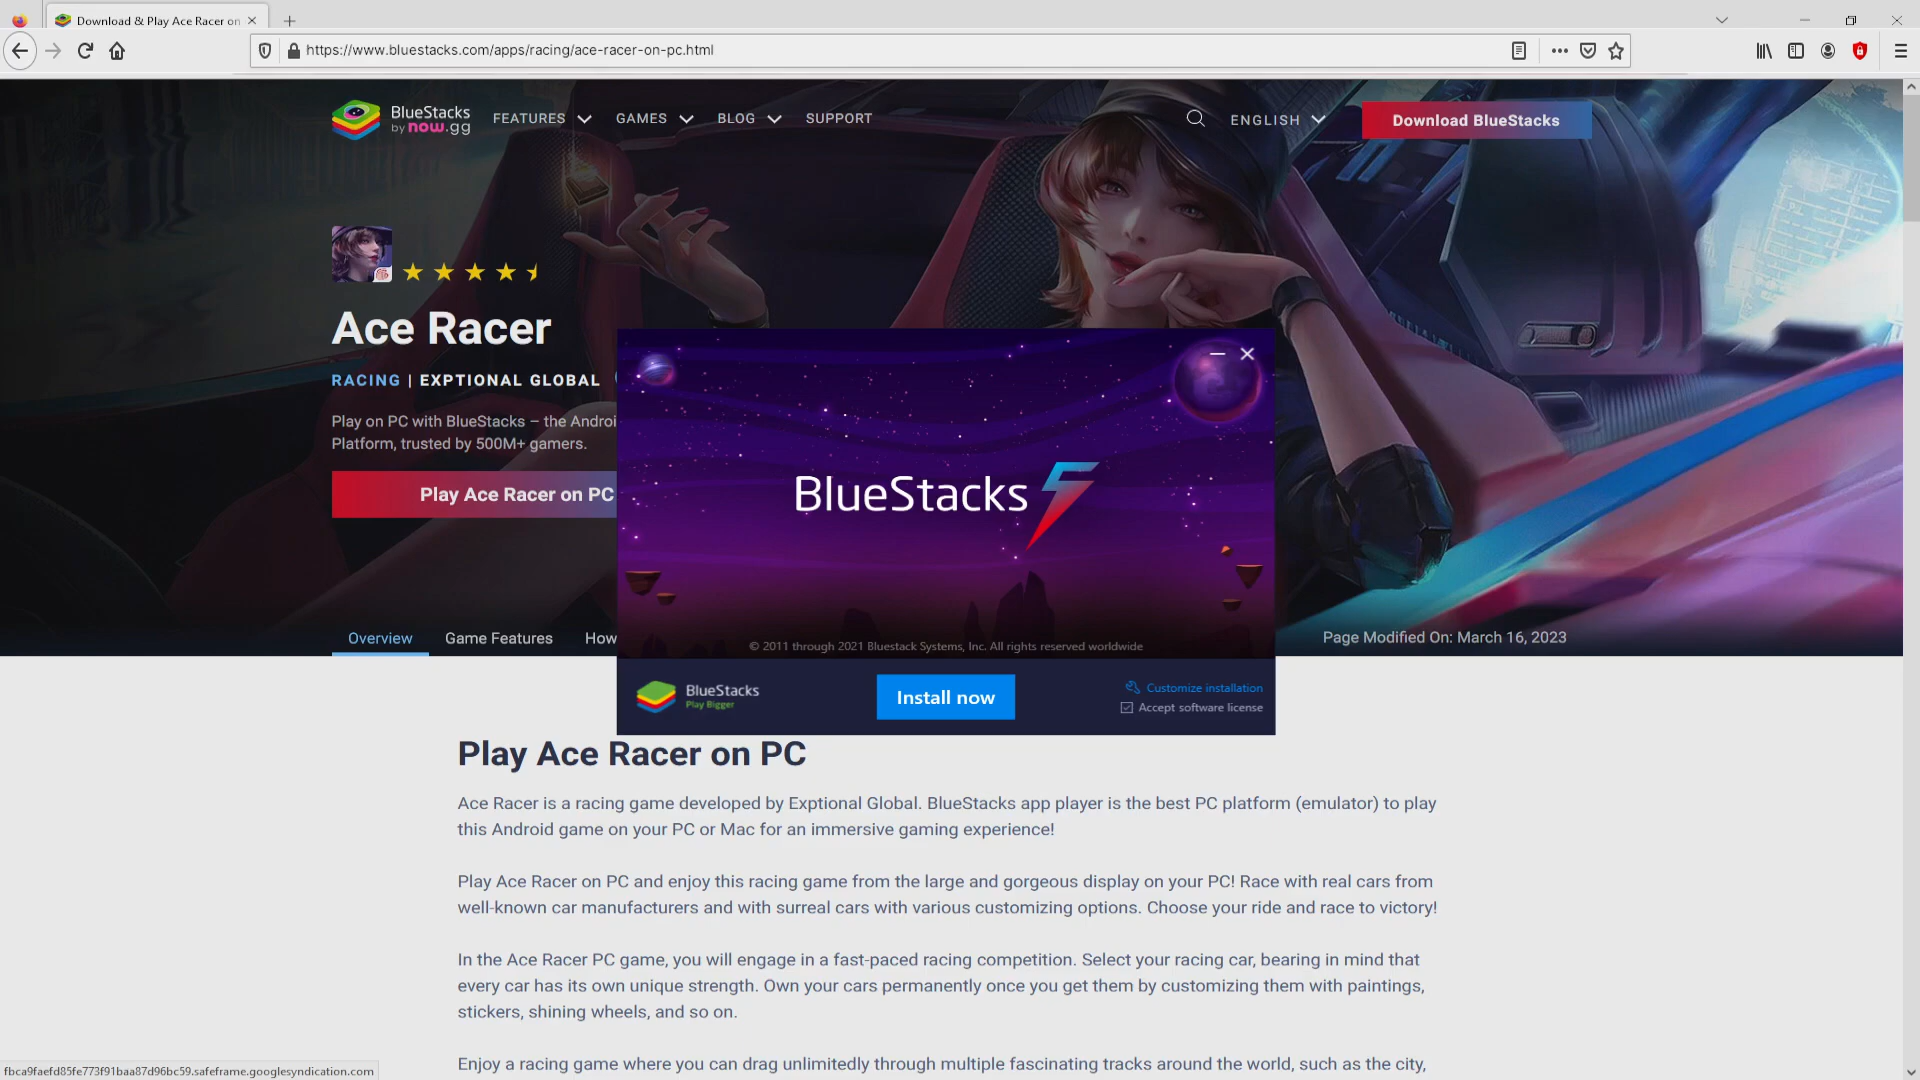 Download & Play Ace Racer on
https://www.bluestacks.com/apps/racing/ace-racer-on-pc.html
BlueStacks
by now.gg
FEATURES
GAMES
BLOG
SUPPORT
ENGLISH
Download BlueStacks
Ace Racer
RACING | EXPTIONAL GLOBAL
Play on PC with BlueStacks – the Androi
Platform, trusted by 500M+ gamers.
Play Ace Racer on PC
Overview
Game Features
How
Page Modified On: March 16, 2023
BlueStacks 5
© 2011 through 2021 Bluestack Systems, Inc. All rights reserved worldwide
BlueStacks
Play Bigger
Install now
Customize installation
Accept software license
Play Ace Racer on PC
Ace Racer is a racing game developed by Exptional Global. BlueStacks app player is the best PC platform (emulator) to play
this Android game on your PC or Mac for an immersive gaming experience!
Play Ace Racer on PC and enjoy this racing game from the large and gorgeous display on your PC! Race with real cars from
well-known car manufacturers and with surreal cars with various customizing options. Choose your ride and race to victory!
In the Ace Racer PC game, you will engage in a fast-paced racing competition. Select your racing car, bearing in mind that
every car has its own unique strength. Own your cars permanently once you get them by customizing them with paintings,
stickers, shining wheels, and so on.
Enjoy a racing game where you can drag unlimitedly through multiple fascinating tracks around the world, such as the city,
fbca9faefd85fe773f91baa87d96bc59.safeframe.googlesyndication.com